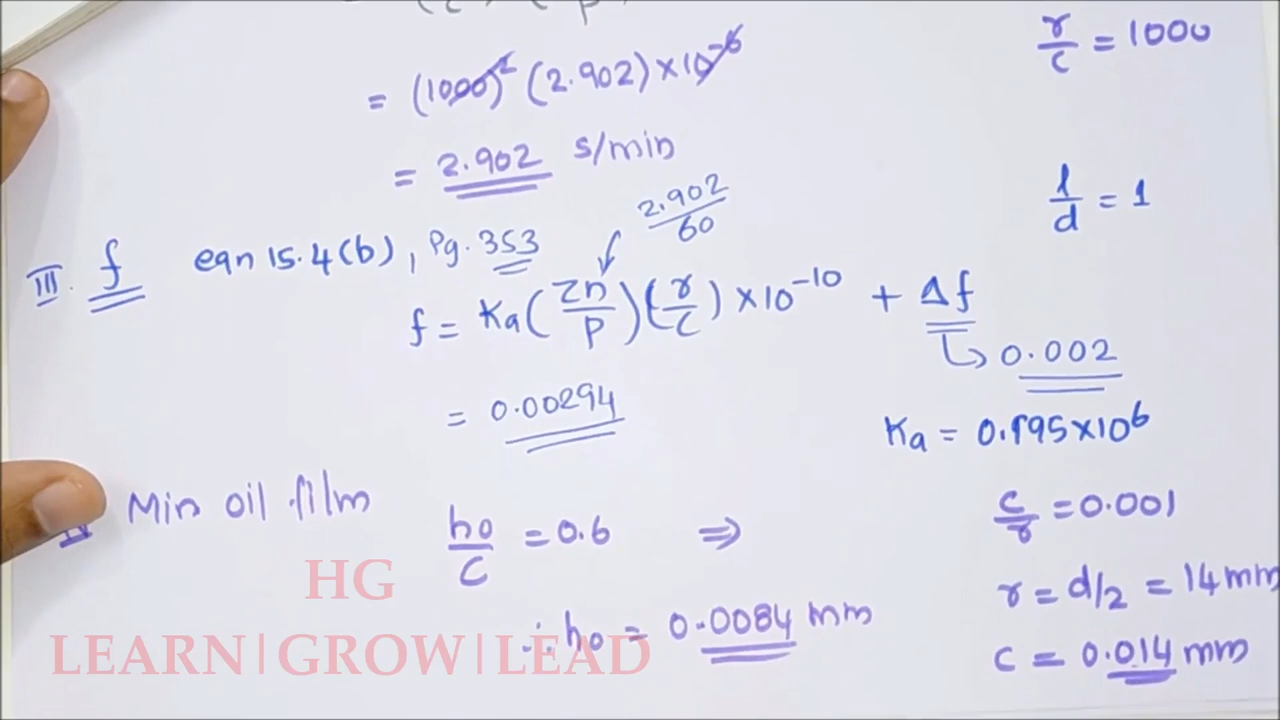 r/c = 1000
= (1000)² (2.902) × 10⁻⁶
= 2.902 s/min
2.902/60
l/d = 1
III. f eqn 15.4(b), Pg. 353
f = Ka (Zn/P) (r/c) × 10⁻¹⁰ + Δf
↳ 0.002
= 0.00294
Ka = 0.195×10⁶
IV Min oil film
h0/c = 0.6 ⇒
c/r = 0.001
r = d/2 = 14 mm
∴ h0 = 0.0084 mm
c = 0.014 mm
HG
LEARN|GROW|LEAD